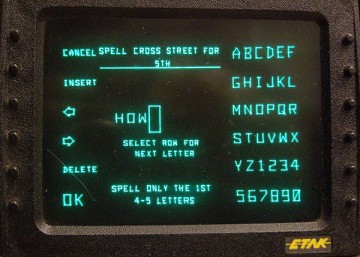 CANCEL SPELL CROSS STREET FOR ABCDEF
5TH
INSERT GHIJKL
HOW MNOPQR
SELECT ROW FOR STUVWX
NEXT LETTER
DELETE YZ1234
OK SPELL ONLY THE 1ST 567890
4-5 LETTERS
ETAK